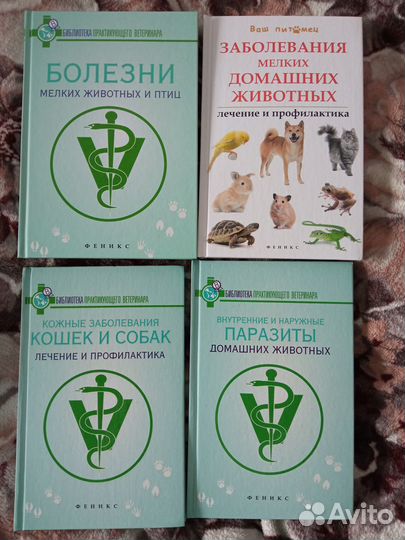 БИБЛИОТЕКА ПРАКТИКУЮЩЕГО ВЕТЕРИНАРА
БОЛЕЗНИ
МЕЛКИХ ЖИВОТНЫХ И ПТИЦ
ФЕНИКС
Ваш питомец
ЗАБОЛЕВАНИЯ
МЕЛКИХ
ДОМАШНИХ
ЖИВОТНЫХ
лечение и профилактика
ФЕНИКС
БИБЛИОТЕКА ПРАКТИКУЮЩЕГО ВЕТЕРИНАРА
КОЖНЫЕ ЗАБОЛЕВАНИЯ
КОШЕК И СОБАК
ЛЕЧЕНИЕ И ПРОФИЛАКТИКА
ФЕНИКС
БИБЛИОТЕКА ПРАКТИКУЮЩЕГО ВЕТЕРИНАРА
ВНУТРЕННИЕ И НАРУЖНЫЕ
ПАРАЗИТЫ
ДОМАШНИХ ЖИВОТНЫХ
ФЕНИКС
Avito